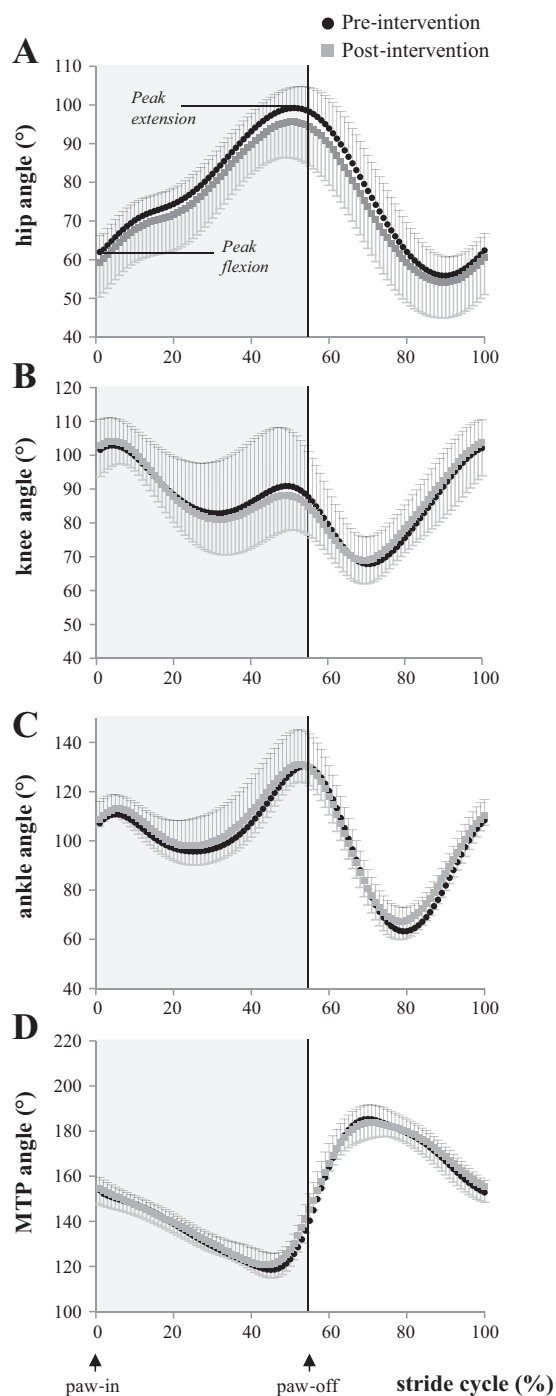 ● Pre-intervention
■ Post-intervention
A
110
100
90
80
70
60
50
40
hip angle (°)
Peak
extension
Peak
flexion
0 20 40 60 80 100
B
120
110
100
90
80
70
60
50
40
knee angle (°)
0 20 40 60 80 100
C
140
120
100
80
60
40
ankle angle (°)
0 20 40 60 80 100
D
220
200
180
160
140
120
100
MTP angle (°)
0 20 40 60 80 100
paw-in paw-off stride cycle (%)